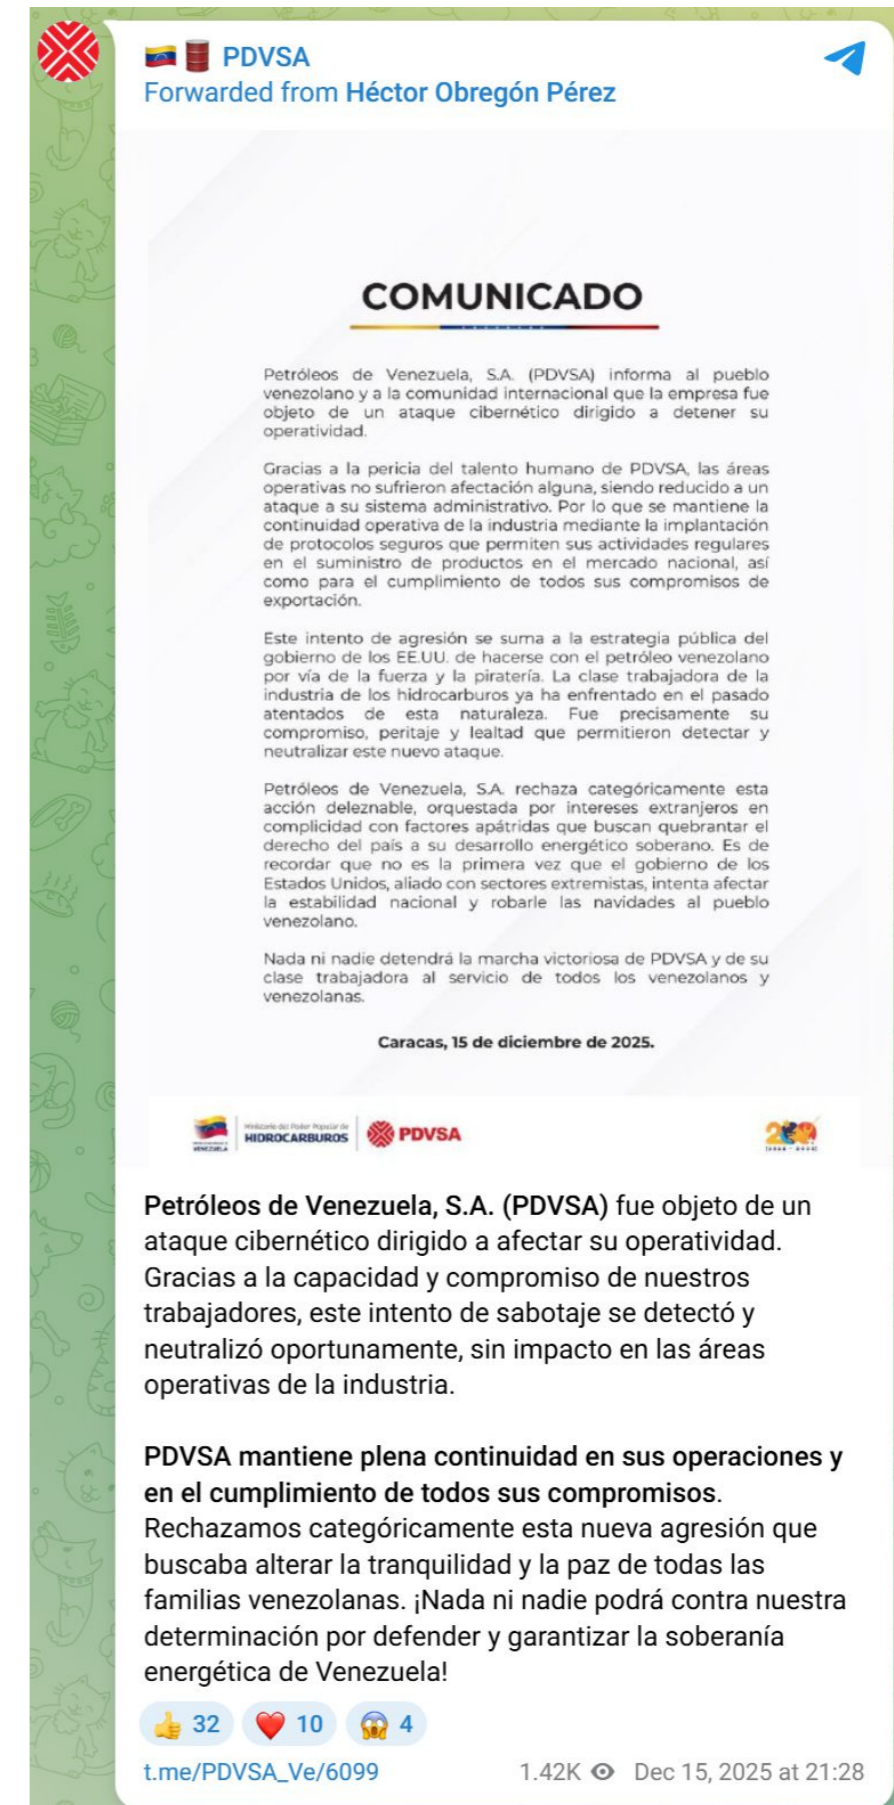 PDVSA
Forwarded from Héctor Obregón Pérez
COMUNICADO
Petróleos de Venezuela, S.A. (PDVSA) informa al pueblo
venezolano y a la comunidad internacional que la empresa fue
objeto de un ataque cibernético dirigido a detener su
operatividad.
Gracias a la pericia del talento humano de PDVSA, las áreas
operativas no sufrieron afectación alguna, siendo reducido a un
ataque a su sistema administrativo. Por lo que se mantiene la
continuidad operativa de la industria mediante la implantación
de protocolos seguros que permiten sus actividades regulares
en el suministro de productos en el mercado nacional, así
como para el cumplimiento de todos sus compromisos de
exportación.
Este intento de agresión se suma a la estrategia pública del
gobierno de los EE.UU. de hacerse con el petróleo venezolano
por vía de la fuerza y la piratería. La clase trabajadora de la
industria de los hidrocarburos ya ha enfrentado en el pasado
atentados de esta naturaleza. Fue precisamente su
compromiso, peritaje y lealtad que permitieron detectar y
neutralizar este nuevo ataque.
Petróleos de Venezuela, S.A. rechaza categóricamente esta
acción deleznable, orquestada por intereses extranjeros en
complicidad con factores apátridas que buscan quebrantar el
derecho del país a su desarrollo energético soberano. Es de
recordar que no es la primera vez que el gobierno de los
Estados Unidos, aliado con sectores extremistas, intenta afectar
la estabilidad nacional y robarle las navidades al pueblo
venezolano.
Nada ni nadie detendrá la marcha victoriosa de PDVSA y de su
clase trabajadora al servicio de todos los venezolanos y
venezolanas.
Caracas, 15 de diciembre de 2025.
Ministerio del Poder Popular de
HIDROCARBUROS
PDVSA
VENEZUELA
200
Petróleos de Venezuela, S.A. (PDVSA) fue objeto de un
ataque cibernético dirigido a afectar su operatividad.
Gracias a la capacidad y compromiso de nuestros
trabajadores, este intento de sabotaje se detectó y
neutralizó oportunamente, sin impacto en las áreas
operativas de la industria.
PDVSA mantiene plena continuidad en sus operaciones y
en el cumplimiento de todos sus compromisos.
Rechazamos categóricamente esta nueva agresión que
buscaba alterar la tranquilidad y la paz de todas las
familias venezolanas. ¡Nada ni nadie podrá contra nuestra
determinación por defender y garantizar la soberanía
energética de Venezuela!
32 10 4
t.me/PDVSA_Ve/6099 1.42K Dec 15, 2025 at 21:28